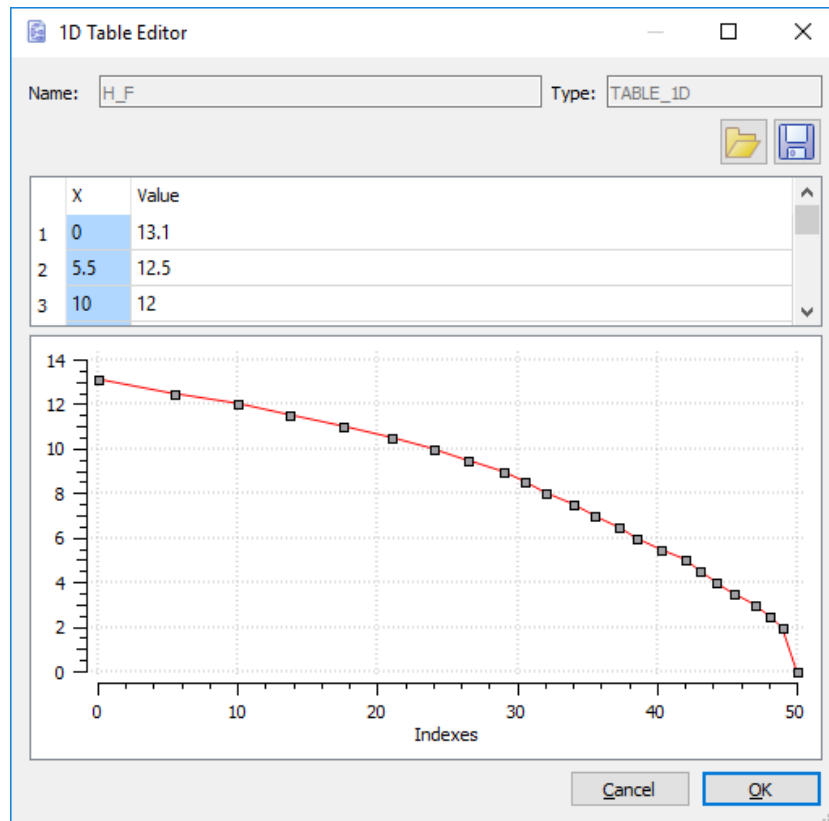 1D Table Editor
Name: H_F Type: TABLE_1D
X Value
1 0 13.1
2 5.5 12.5
3 10 12
14
12
10
8
6
4
2
0
0 10 20 30 40 50
Indexes
Cancel OK